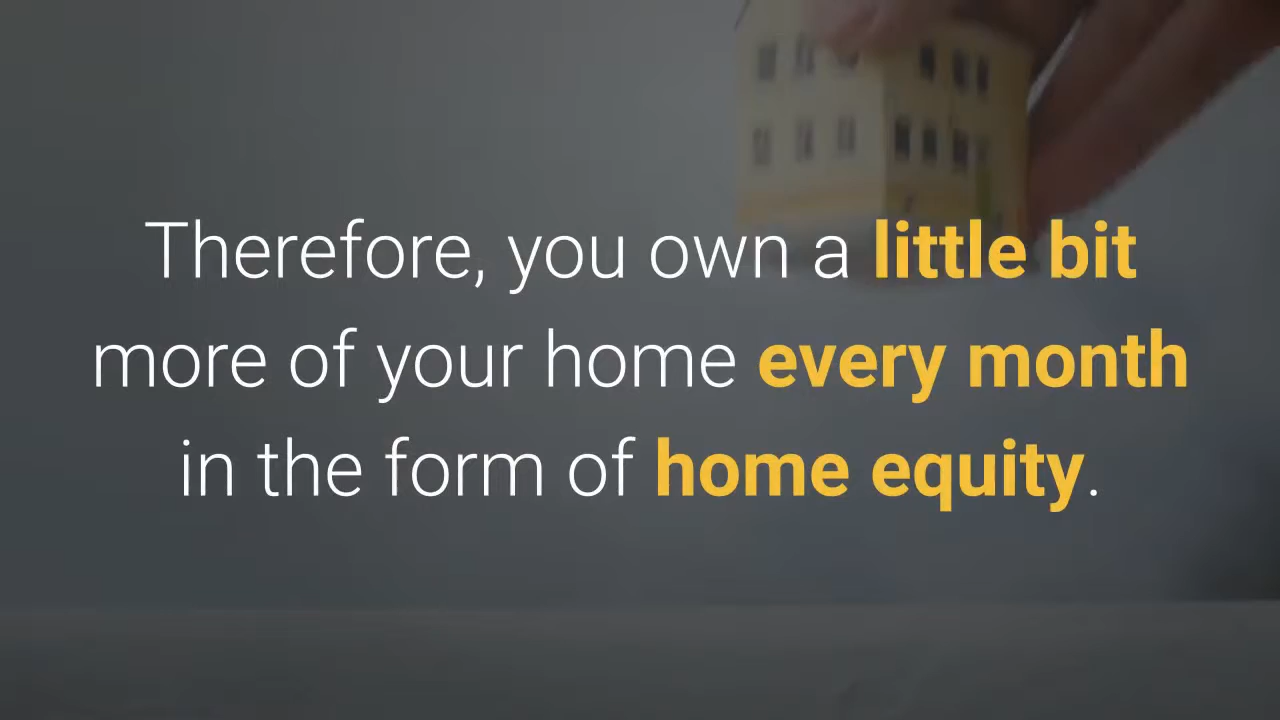 Therefore, you own a little bit
more of your home every month
in the form of home equity.